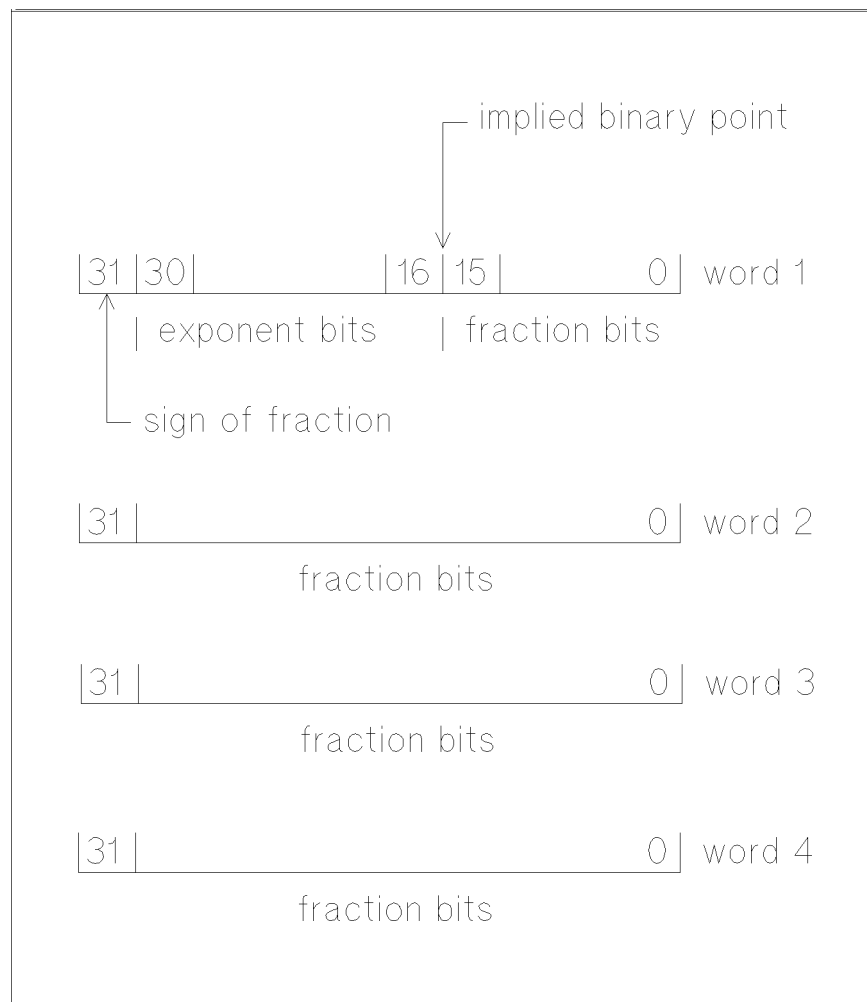 implied binary point
31 30 16 15 0 word 1
exponent bits fraction bits
sign of fraction
31 0 word 2
fraction bits
31 0 word 3
fraction bits
31 0 word 4
fraction bits